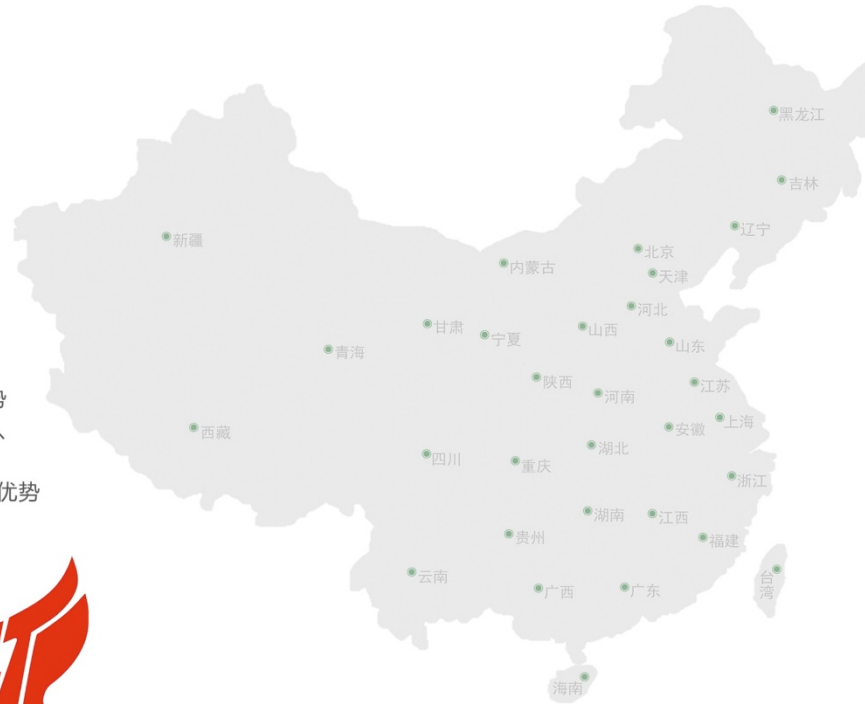 黑龙江
吉林
辽宁
新疆
北京
内蒙古
天津
河北
甘肃
山西
宁夏
山东
青海
陕西
江苏
河南
势
上海
安徽
西藏
、
湖北
四川
重庆
浙江
优势
湖南
江西
贵州
福建
云南
台湾
广西
广东
海南